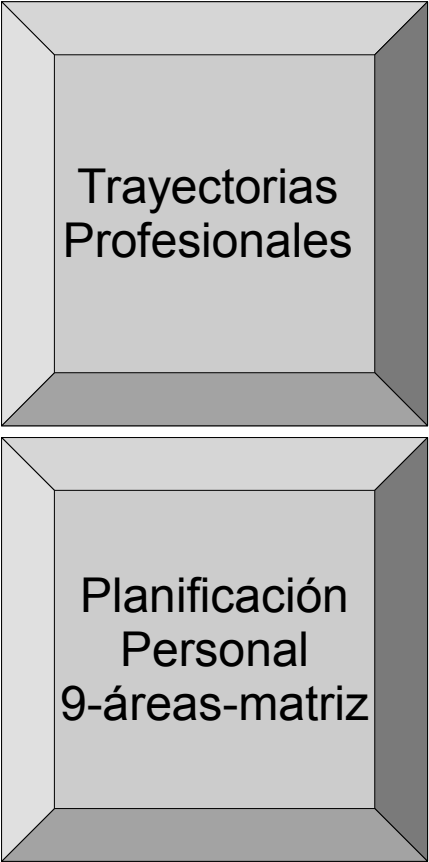 Trayectorias
Profesionales
Planificación
Personal
9-áreas-matriz